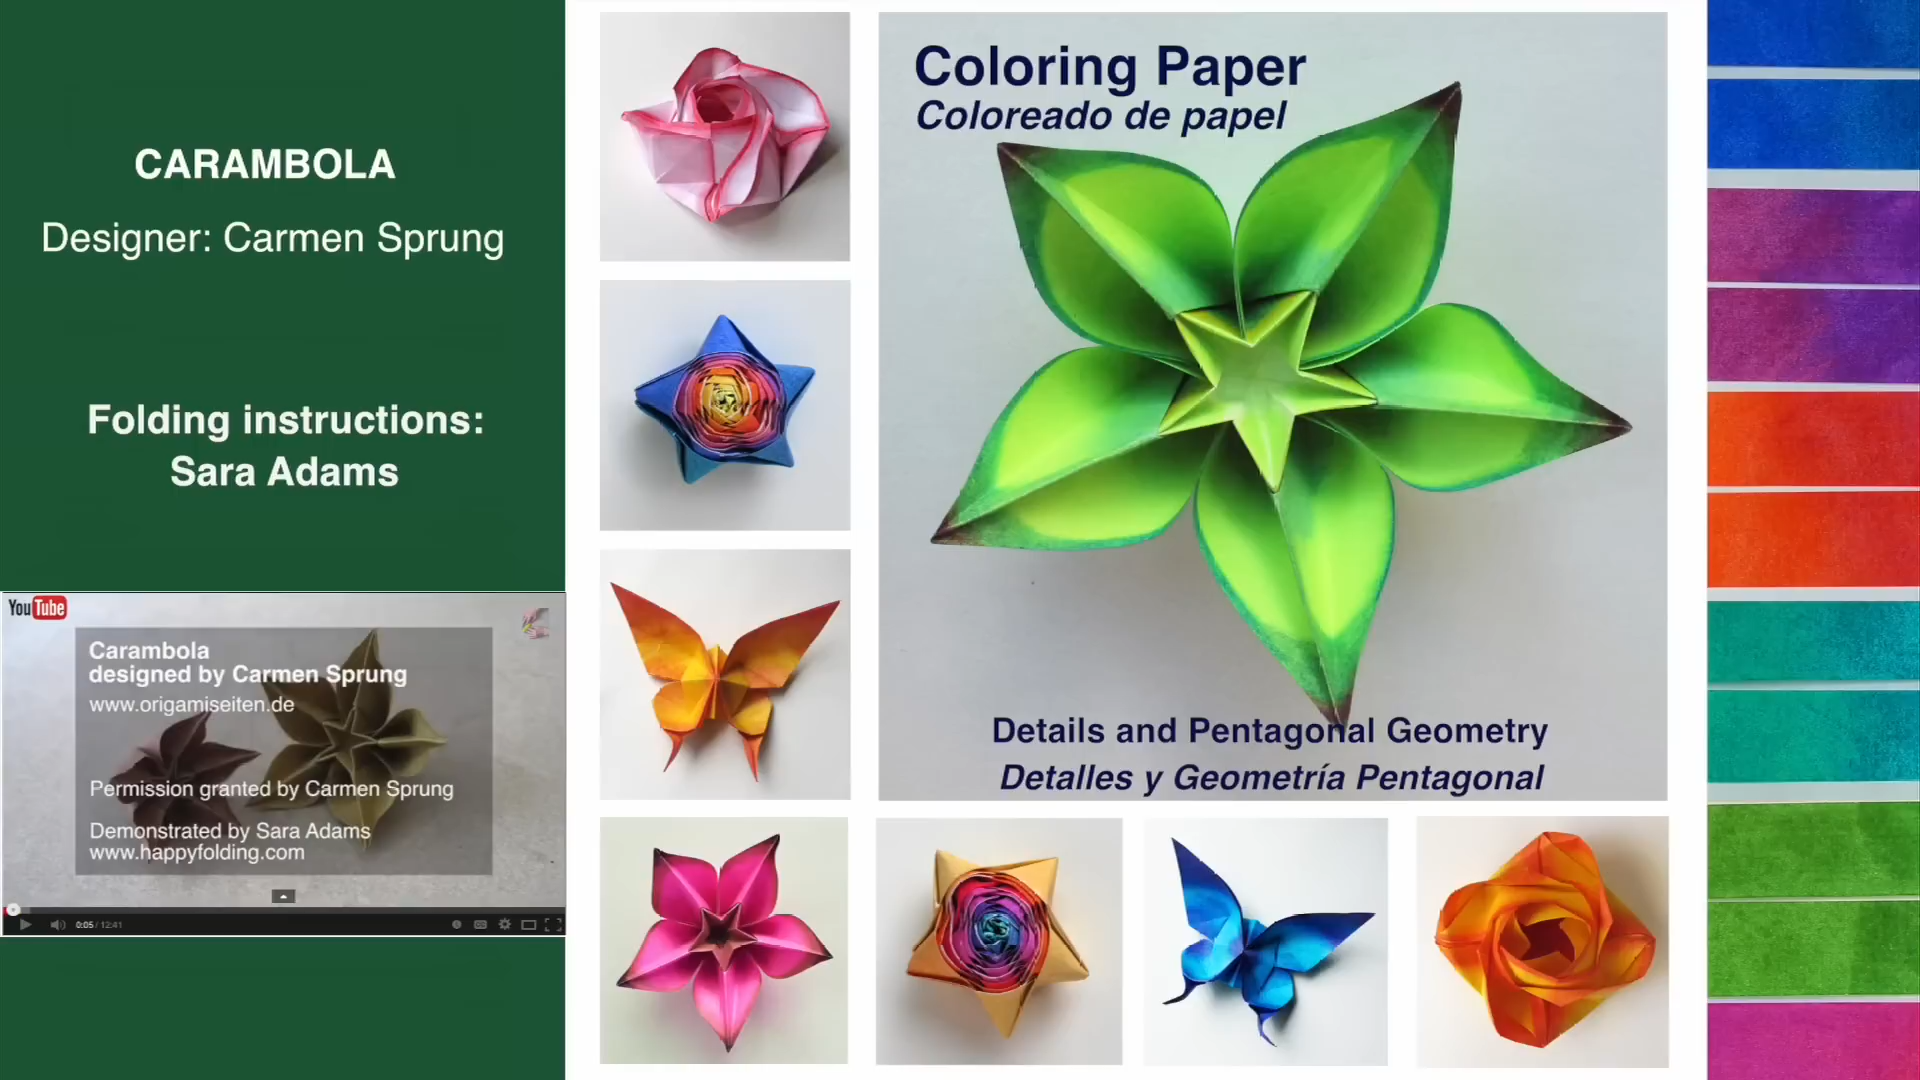 CARAMBOLA
Designer: Carmen Sprung
Folding instructions:
Sara Adams
YouTube
Carambola
designed by Carmen Sprung
www.origamiseiten.de
Permission granted by Carmen Sprung
Demonstrated by Sara Adams
www.happyfolding.com
0:05 / 12:41
Coloring Paper
Coloreado de papel
Details and Pentagonal Geometry
Detalles y Geometría Pentagonal